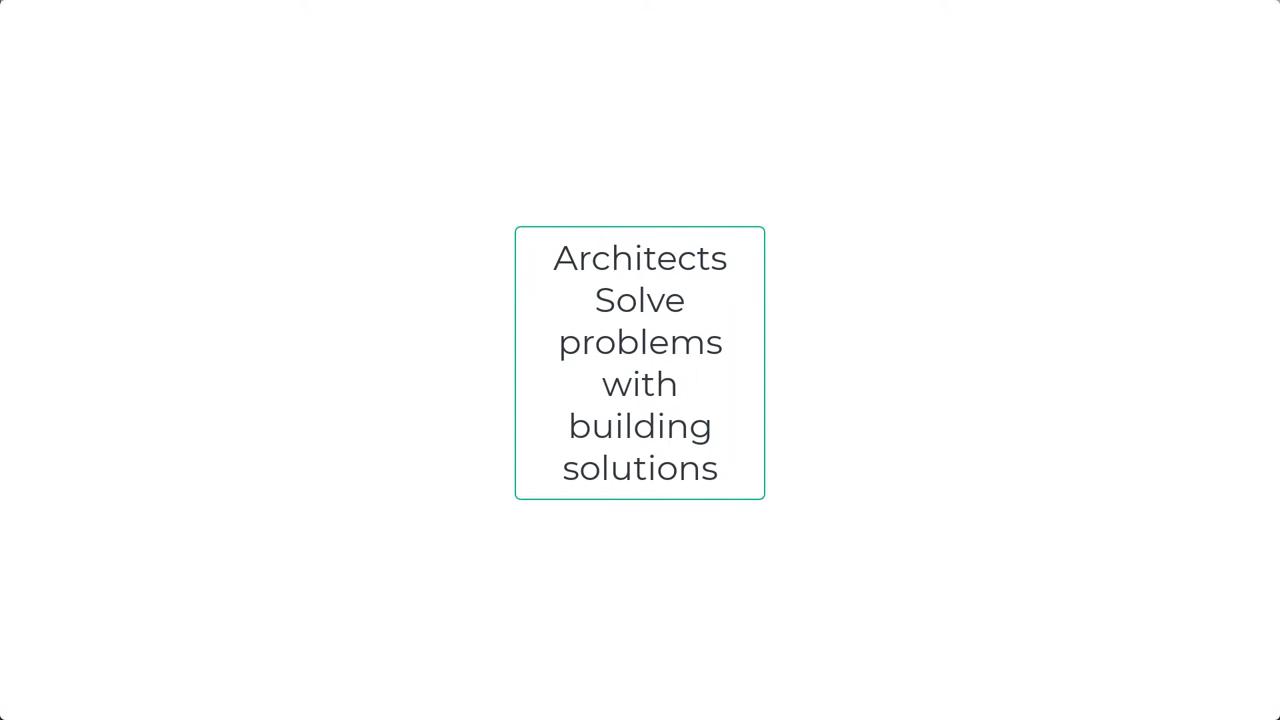 Architects
Solve
problems
with
building
solutions